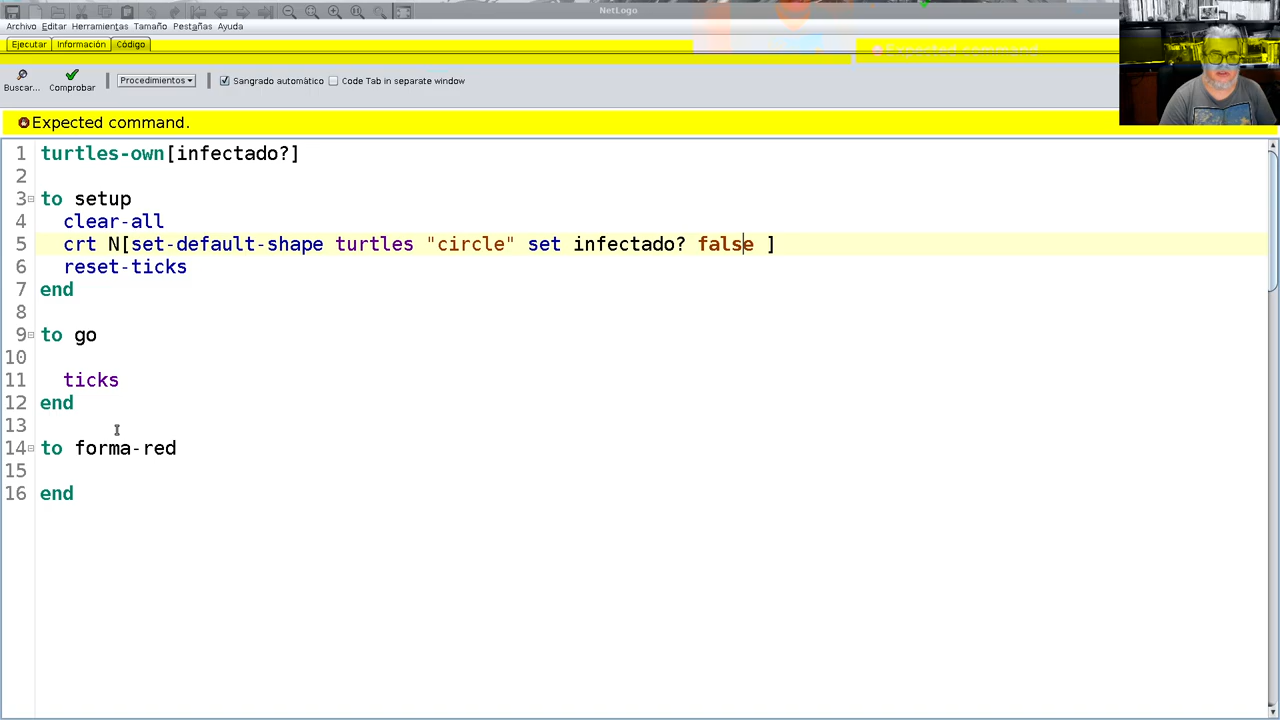 NetLogo
Archivo Editar Herramientas Tamaño Pestañas Ayuda
Ejecutar Información Código
Expected command
Buscar... Comprobar Procedimientos Sangrado automático Code Tab in separate window
Expected command.
1 turtles-own[infectado?]
2
3 to setup
4 clear-all
5 crt N[set-default-shape turtles "circle" set infectado? false ]
6 reset-ticks
7 end
8
9 to go
10
11 ticks
12 end
13
14 to forma-red
15
16 end